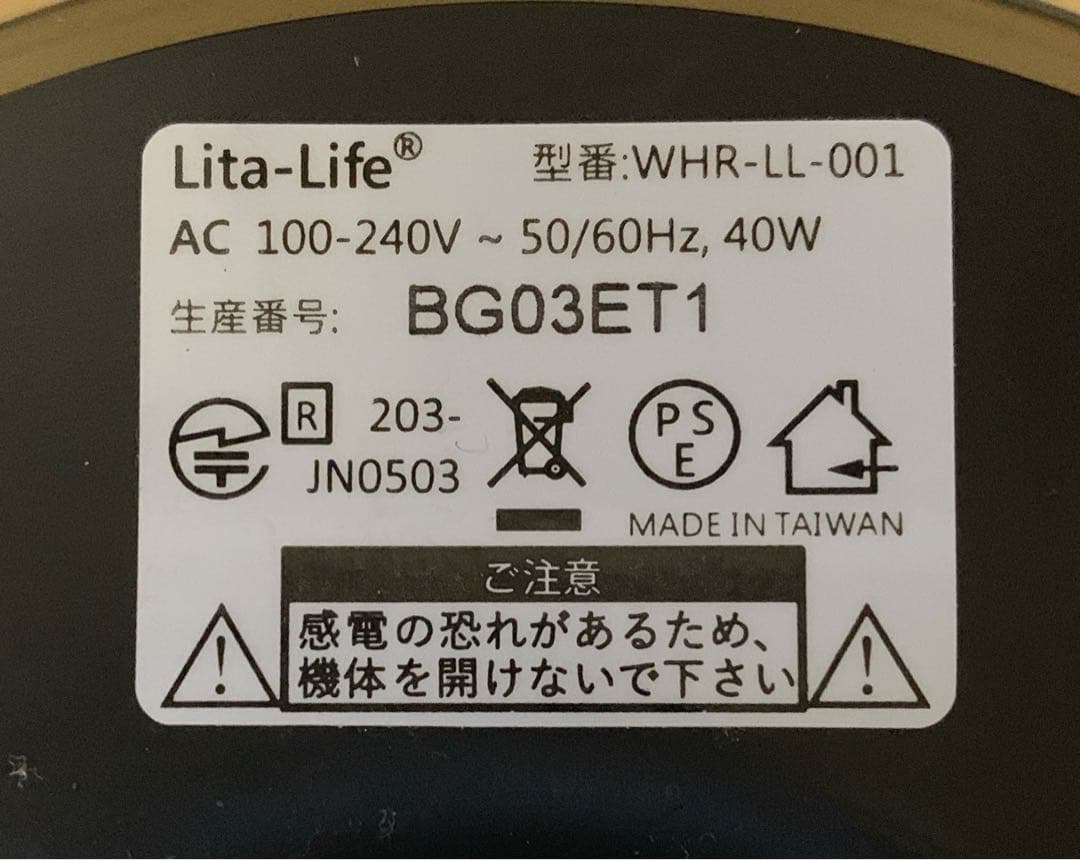 Lita-Life® 型番:WHR-LL-001
AC 100-240V ~ 50/60Hz, 40W
生産番号: BG03ET1
R 203-
JN0503
PSE
MADE IN TAIWAN
ご注意
感電の恐れがあるため、
機体を開けないで下さい